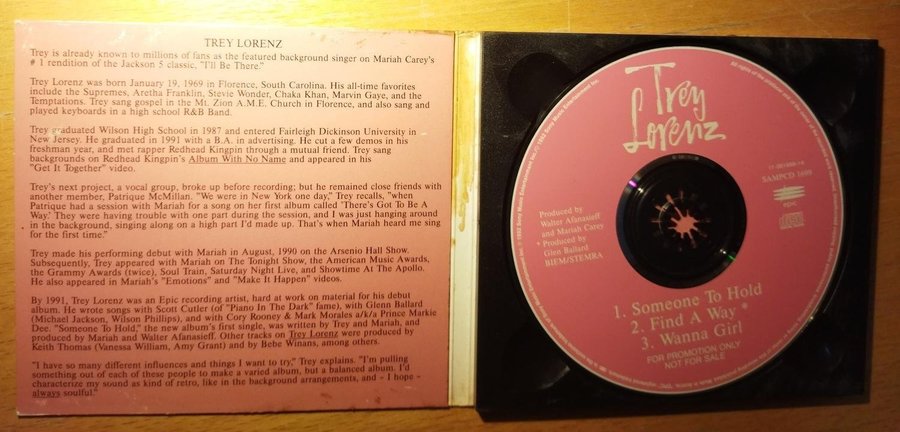 TREY LORENZ
Trey is already known to millions of fans as the featured background singer on Mariah Carey's
# 1 rendition of the Jackson 5 classic, "I'll Be There."
Trey Lorenz was born January 19, 1969 in Florence, South Carolina. His all-time favorites
include the Supremes, Aretha Franklin, Stevie Wonder, Chaka Khan, Marvin Gaye, and the
Temptations. Trey sang gospel in the Mt. Zion A.M.E. Church in Florence, and also sang and
played keyboards in a high school R&B Band.
Trey graduated Wilson High School in 1987 and entered Fairleigh Dickinson University in
New Jersey. He graduated in 1991 with a B.A. in advertising. He cut a few demos in his
freshman year, and met rapper Redhead Kingpin through a mutual friend. Trey sang
backgrounds on Redhead Kingpin's Album With No Name and appeared in his
"Get It Together" video.
Trey's next project, a vocal group, broke up before recording; but he remained close friends with
another member, Patrique McMillan. "We were in New York one day," Trey recalls, "when
Patrique had a session with Mariah for a song on her first album called 'There's Got To Be A
Way.' They were having trouble with one part during the session, and I was just hanging around
in the background, singing along on a high part I'd made up. That's when Mariah heard me sing
for the first time."
Trey made his performing debut with Mariah in August, 1990 on the Arsenio Hall Show.
Subsequently, Trey appeared with Mariah on The Tonight Show, the American Music Awards,
the Grammy Awards (twice), Soul Train, Saturday Night Live, and Showtime At The Apollo.
He also appeared in Mariah's "Emotions" and "Make It Happen" videos.
By 1991, Trey Lorenz was an Epic recording artist, hard at work on material for his debut
album. He wrote songs with Scott Cutler (of "Piano In The Dark" fame), with Glenn Ballard
(Michael Jackson, Wilson Phillips), and with Cory Rooney & Mark Morales a/k/a Prince Markie
Dee. "Someone To Hold," the new album's first single, was written by Trey and Mariah, and
produced by Mariah and Walter Afanasieff. Other tracks on Trey Lorenz were produced by
Keith Thomas (Vanessa William, Amy Grant) and by Bebe Winans, among others.
"I have so many different influences and things I want to try," Trey explains. "I'm pulling
something out of each of these people to make a varied album, but a balanced album. I'd
characterize my sound as kind of retro, like in the background arrangements, and - I hope -
always soulful."
Trey
Lorenz
SAMPCD 1699
epic
Produced by
Walter Afanasieff
and Mariah Carey
* Produced by
Glen Ballard
BIEM/STEMRA
1. Someone To Hold
2. Find A Way *
3. Wanna Girl
FOR PROMOTION ONLY
NOT FOR SALE